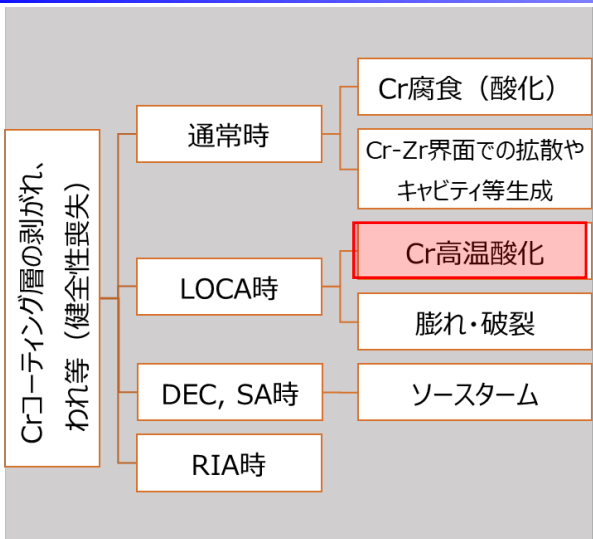 Crコーティング層の剥がれ、
われ等（健全性喪失）
通常時
Cr腐食（酸化）
Cr-Zr界面での拡散や
キャビティ等生成
LOCA時
Cr高温酸化
膨れ・破裂
DEC, SA時
ソースターム
RIA時